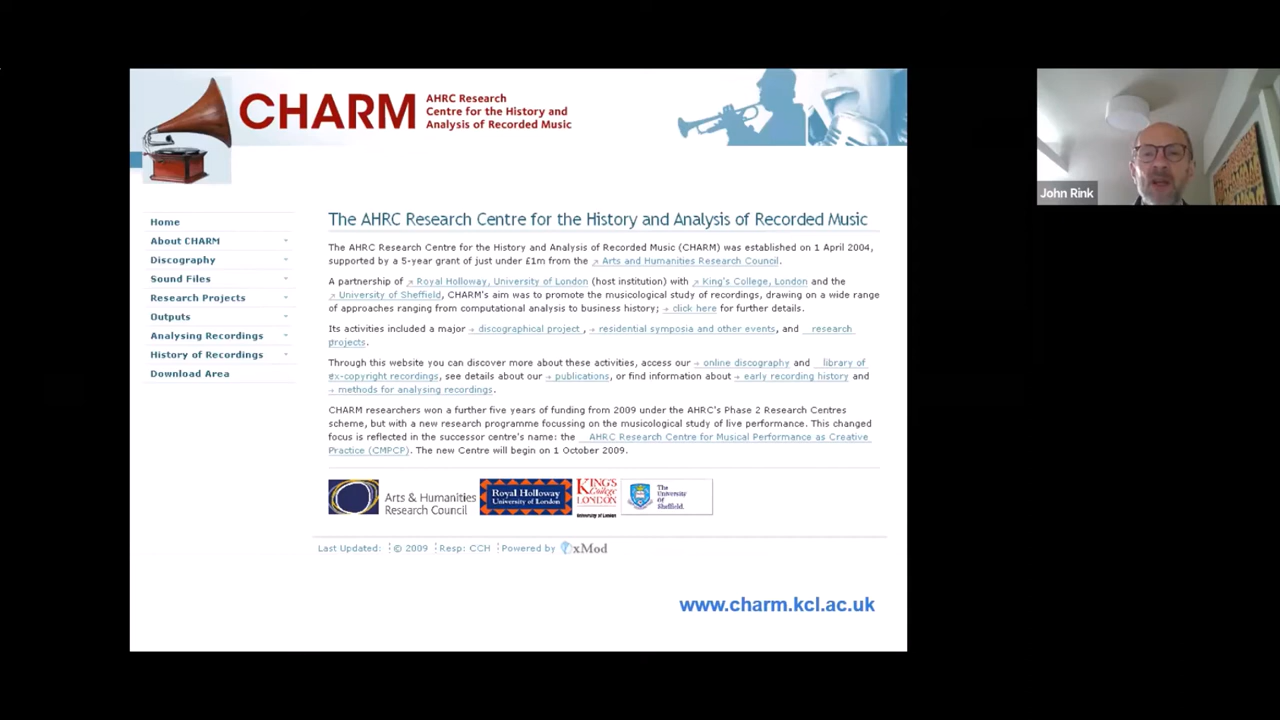 CHARM
AHRC Research
Centre for the History and
Analysis of Recorded Music
John Rink
Home
About CHARM
Discography
Sound Files
Research Projects
Outputs
Analysing Recordings
History of Recordings
Download Area
The AHRC Research Centre for the History and Analysis of Recorded Music
The AHRC Research Centre for the History and Analysis of Recorded Music (CHARM) was established on 1 April 2004,
supported by a 5-year grant of just under £1m from the Arts and Humanities Research Council.
A partnership of Royal Holloway, University of London (host institution) with King's College, London and the
University of Sheffield, CHARM's aim was to promote the musicological study of recordings, drawing on a wide range
of approaches ranging from computational analysis to business history; click here for further details.
Its activities included a major discographical project , residential symposia and other events, and research
projects.
Through this website you can discover more about these activities, access our online discography and library of
ex-copyright recordings, see details about our publications, or find information about early recording history and
methods for analysing recordings.
CHARM researchers won a further five years of funding from 2009 under the AHRC's Phase 2 Research Centres
scheme, but with a new research programme focussing on the musicological study of live performance. This changed
focus is reflected in the successor centre's name: the AHRC Research Centre for Musical Performance as Creative
Practice (CMPCP). The new Centre will begin on 1 October 2009.
Arts & Humanities
Research Council
Royal Holloway
University of London
KING'S
College
LONDON
University of London
The
University
Of
Sheffield.
Last Updated: © 2009 Resp: CCH Powered by xMod
www.charm.kcl.ac.uk